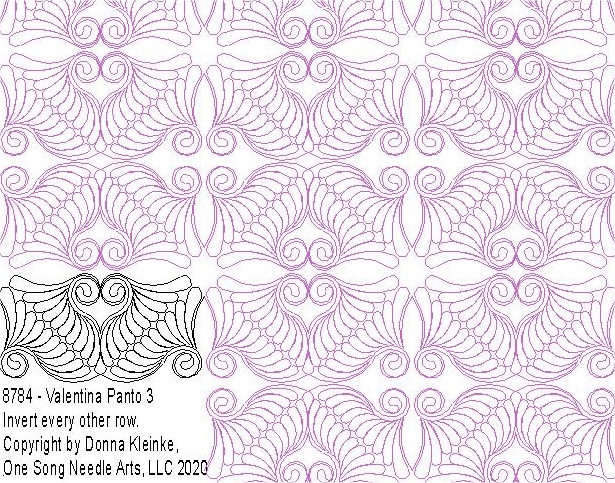 8784 - Valentina Panto 3
Invert every other row.
Copyright by Donna Kleinke,
One Song Needle Arts, LLC 2020